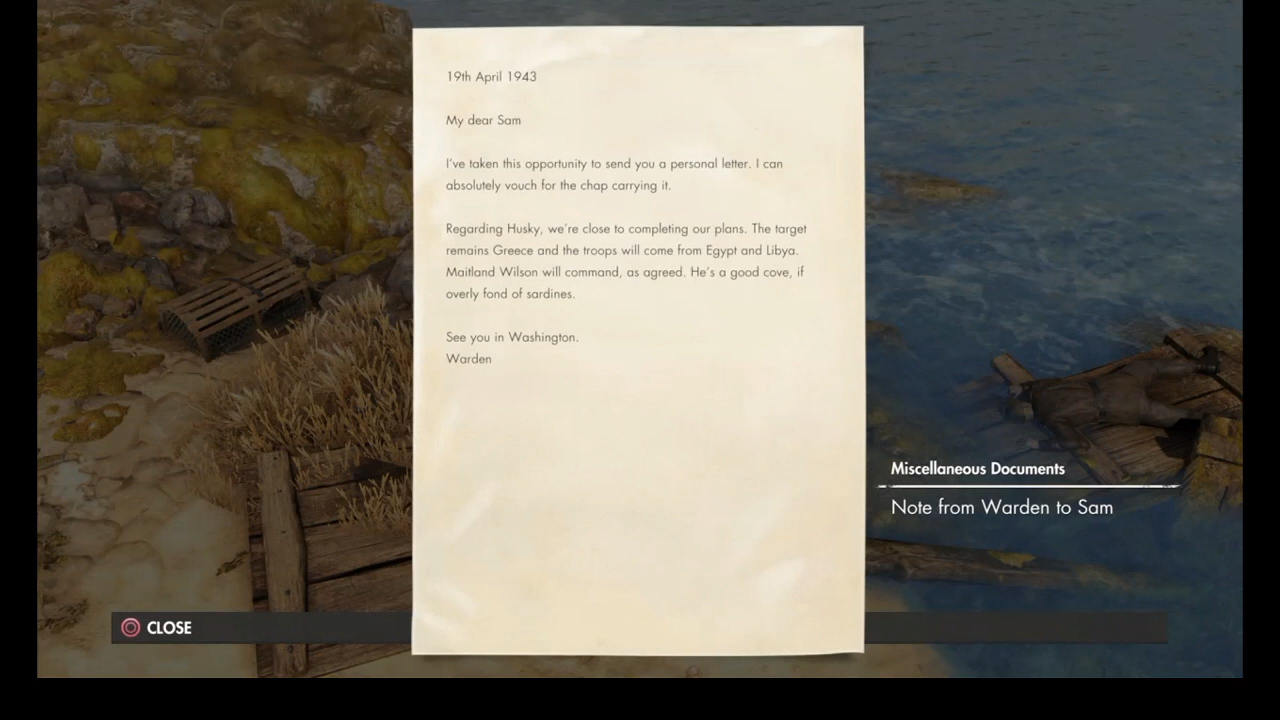 19th April 1943
My dear Sam
I've taken this opportunity to send you a personal letter. I can
absolutely vouch for the chap carrying it.
Regarding Husky, we're close to completing our plans. The target
remains Greece and the troops will come from Egypt and Libya.
Maitland Wilson will command, as agreed. He's a good cove, if
overly fond of sardines.
See you in Washington.
Warden
Miscellaneous Documents
Note from Warden to Sam
CLOSE